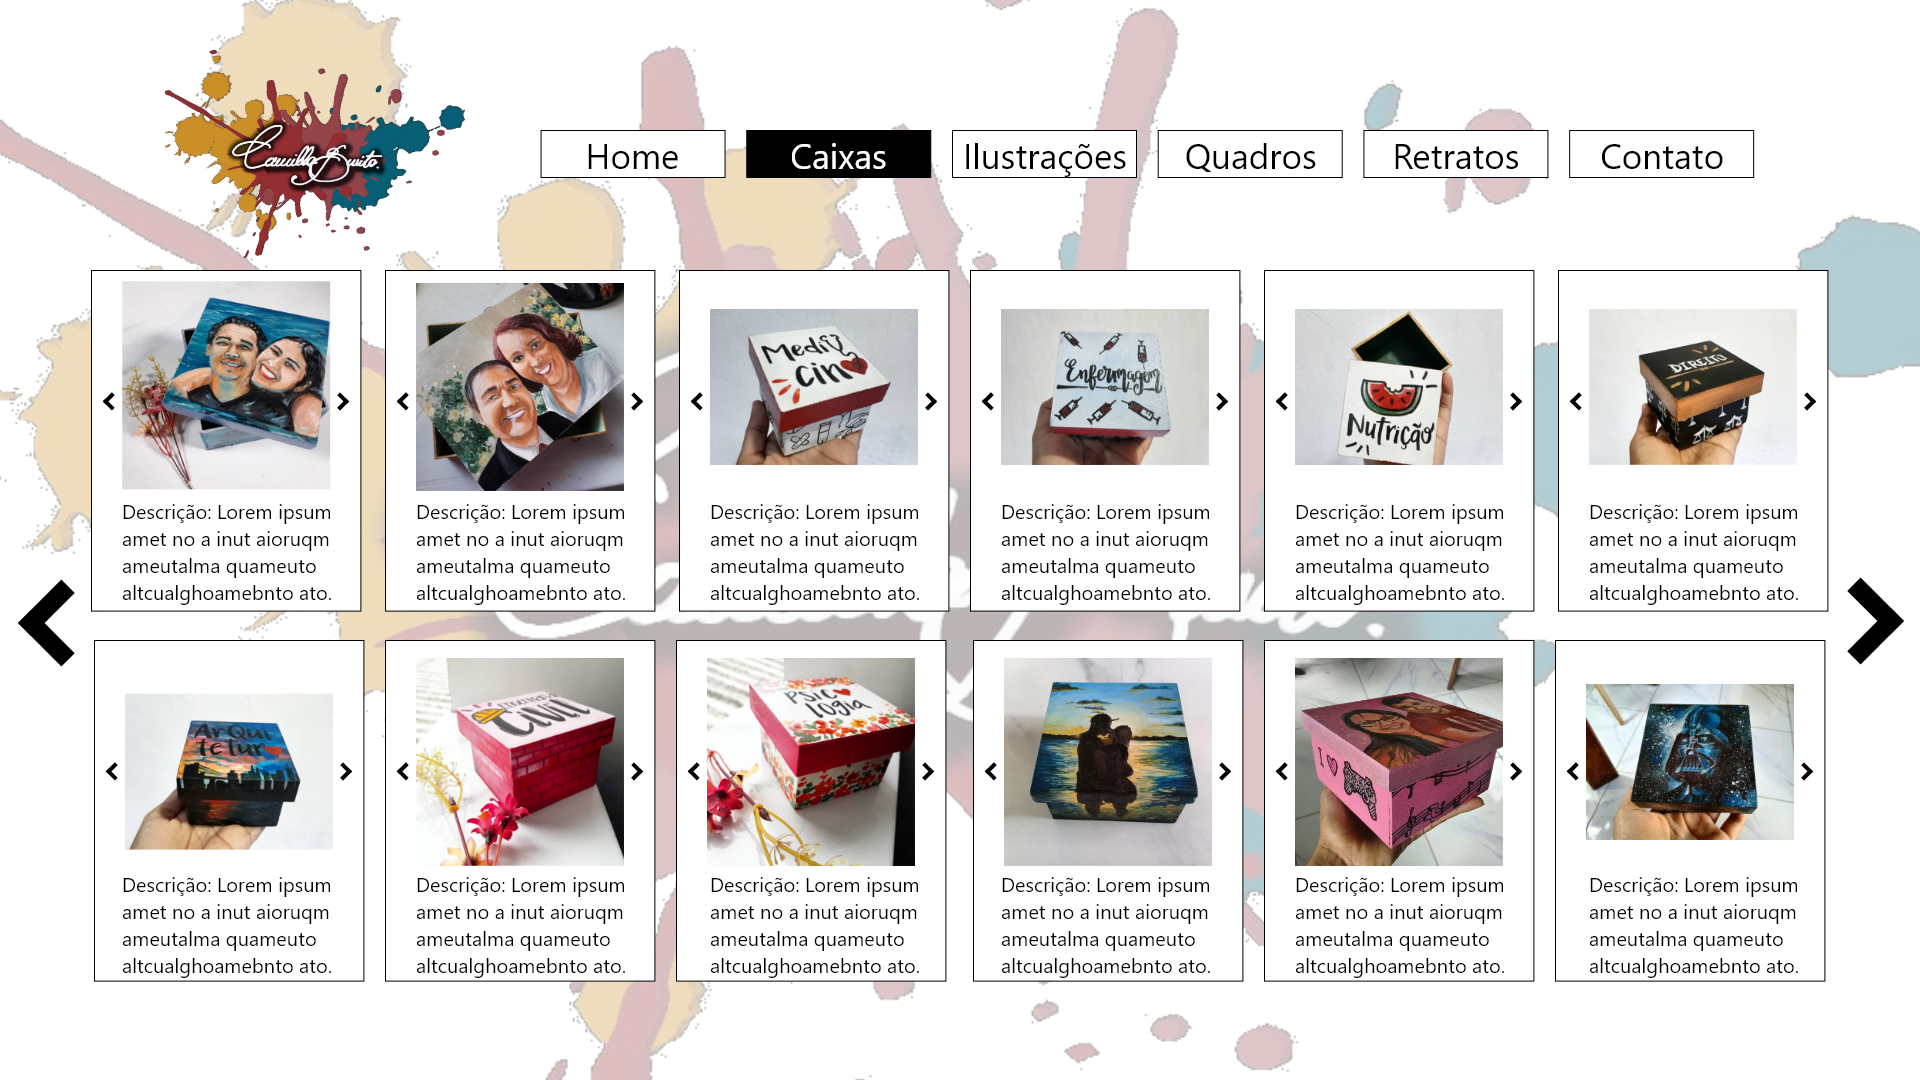 Camilla Burito.
Home
Caixas
Ilustrações
Quadros
Retratos
Contato
Medi
cin
Enfermagem
Nutrição
DIREITO
Descrição: Lorem ipsum
amet no a inut aioruqm
ameutalma quameuto
altcualghoamebnto ato.
Descrição: Lorem ipsum
amet no a inut aioruqm
ameutalma quameuto
altcualghoamebnto ato.
Descrição: Lorem ipsum
amet no a inut aioruqm
ameutalma quameuto
altcualghoamebnto ato.
Descrição: Lorem ipsum
amet no a inut aioruqm
ameutalma quameuto
altcualghoamebnto ato.
Descrição: Lorem ipsum
amet no a inut aioruqm
ameutalma quameuto
altcualghoamebnto ato.
Descrição: Lorem ipsum
amet no a inut aioruqm
ameutalma quameuto
altcualghoamebnto ato.
ArQui
tetur
Civil
Psic
logia
I
Descrição: Lorem ipsum
amet no a inut aioruqm
ameutalma quameuto
altcualghoamebnto ato.
Descrição: Lorem ipsum
amet no a inut aioruqm
ameutalma quameuto
altcualghoamebnto ato.
Descrição: Lorem ipsum
amet no a inut aioruqm
ameutalma quameuto
altcualghoamebnto ato.
Descrição: Lorem ipsum
amet no a inut aioruqm
ameutalma quameuto
altcualghoamebnto ato.
Descrição: Lorem ipsum
amet no a inut aioruqm
ameutalma quameuto
altcualghoamebnto ato.
Descrição: Lorem ipsum
amet no a inut aioruqm
ameutalma quameuto
altcualghoamebnto ato.